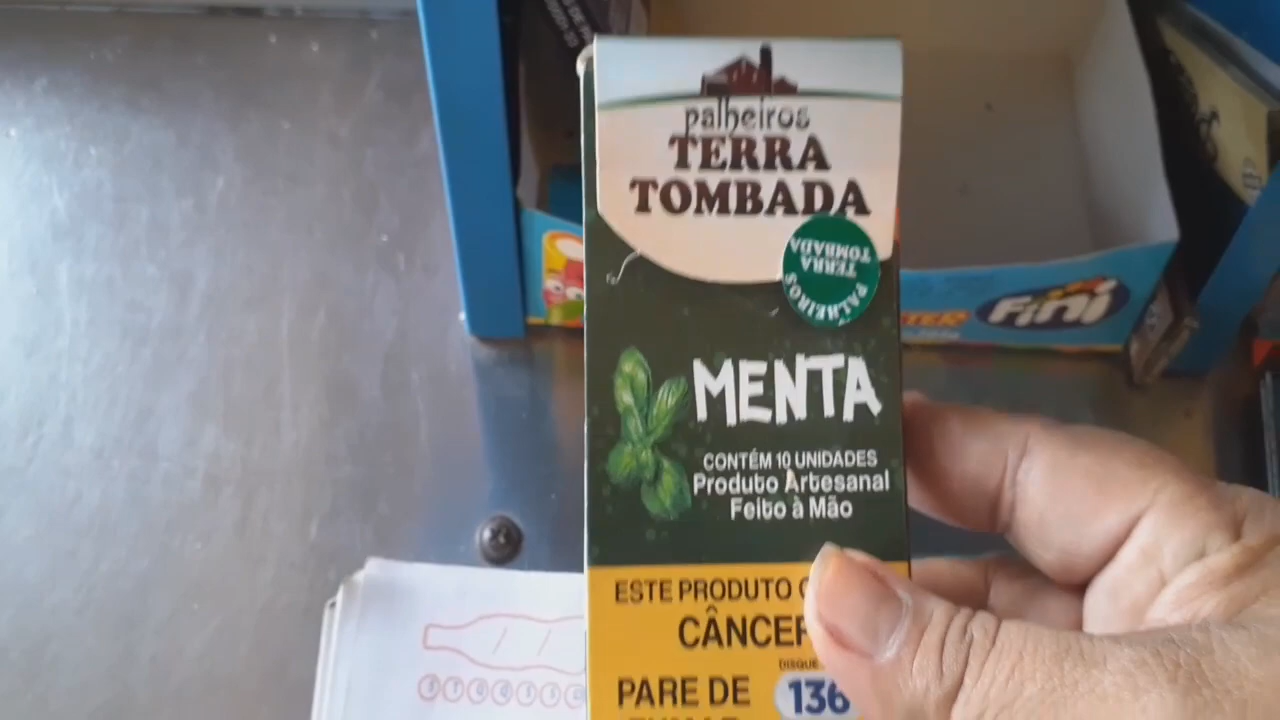 palheiros
TERRA
TOMBADA
PALHEIROS
TERRA
TOMBADA
MENTA
CONTÉM 10 UNIDADES
Produto Artesanal
Feito à Mão
ESTE PRODUTO
CÂNCER
DISQUE
PARE DE
136
Fini